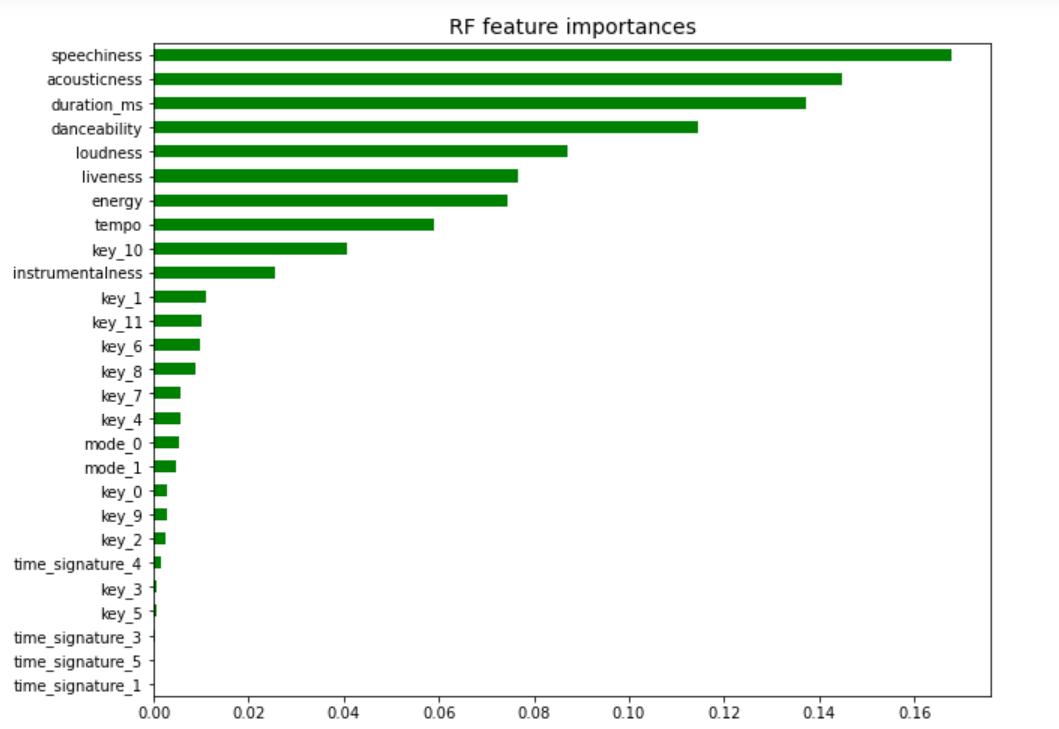 RF feature importances
speechiness
acousticness
duration_ms
danceability
loudness
liveness
energy
tempo
key_10
instrumentalness
key_1
key_11
key_6
key_8
key_7
key_4
mode_0
mode_1
key_0
key_9
key_2
time_signature_4
key_3
key_5
time_signature_3
time_signature_5
time_signature_1
0.00 0.02 0.04 0.06 0.08 0.10 0.12 0.14 0.16